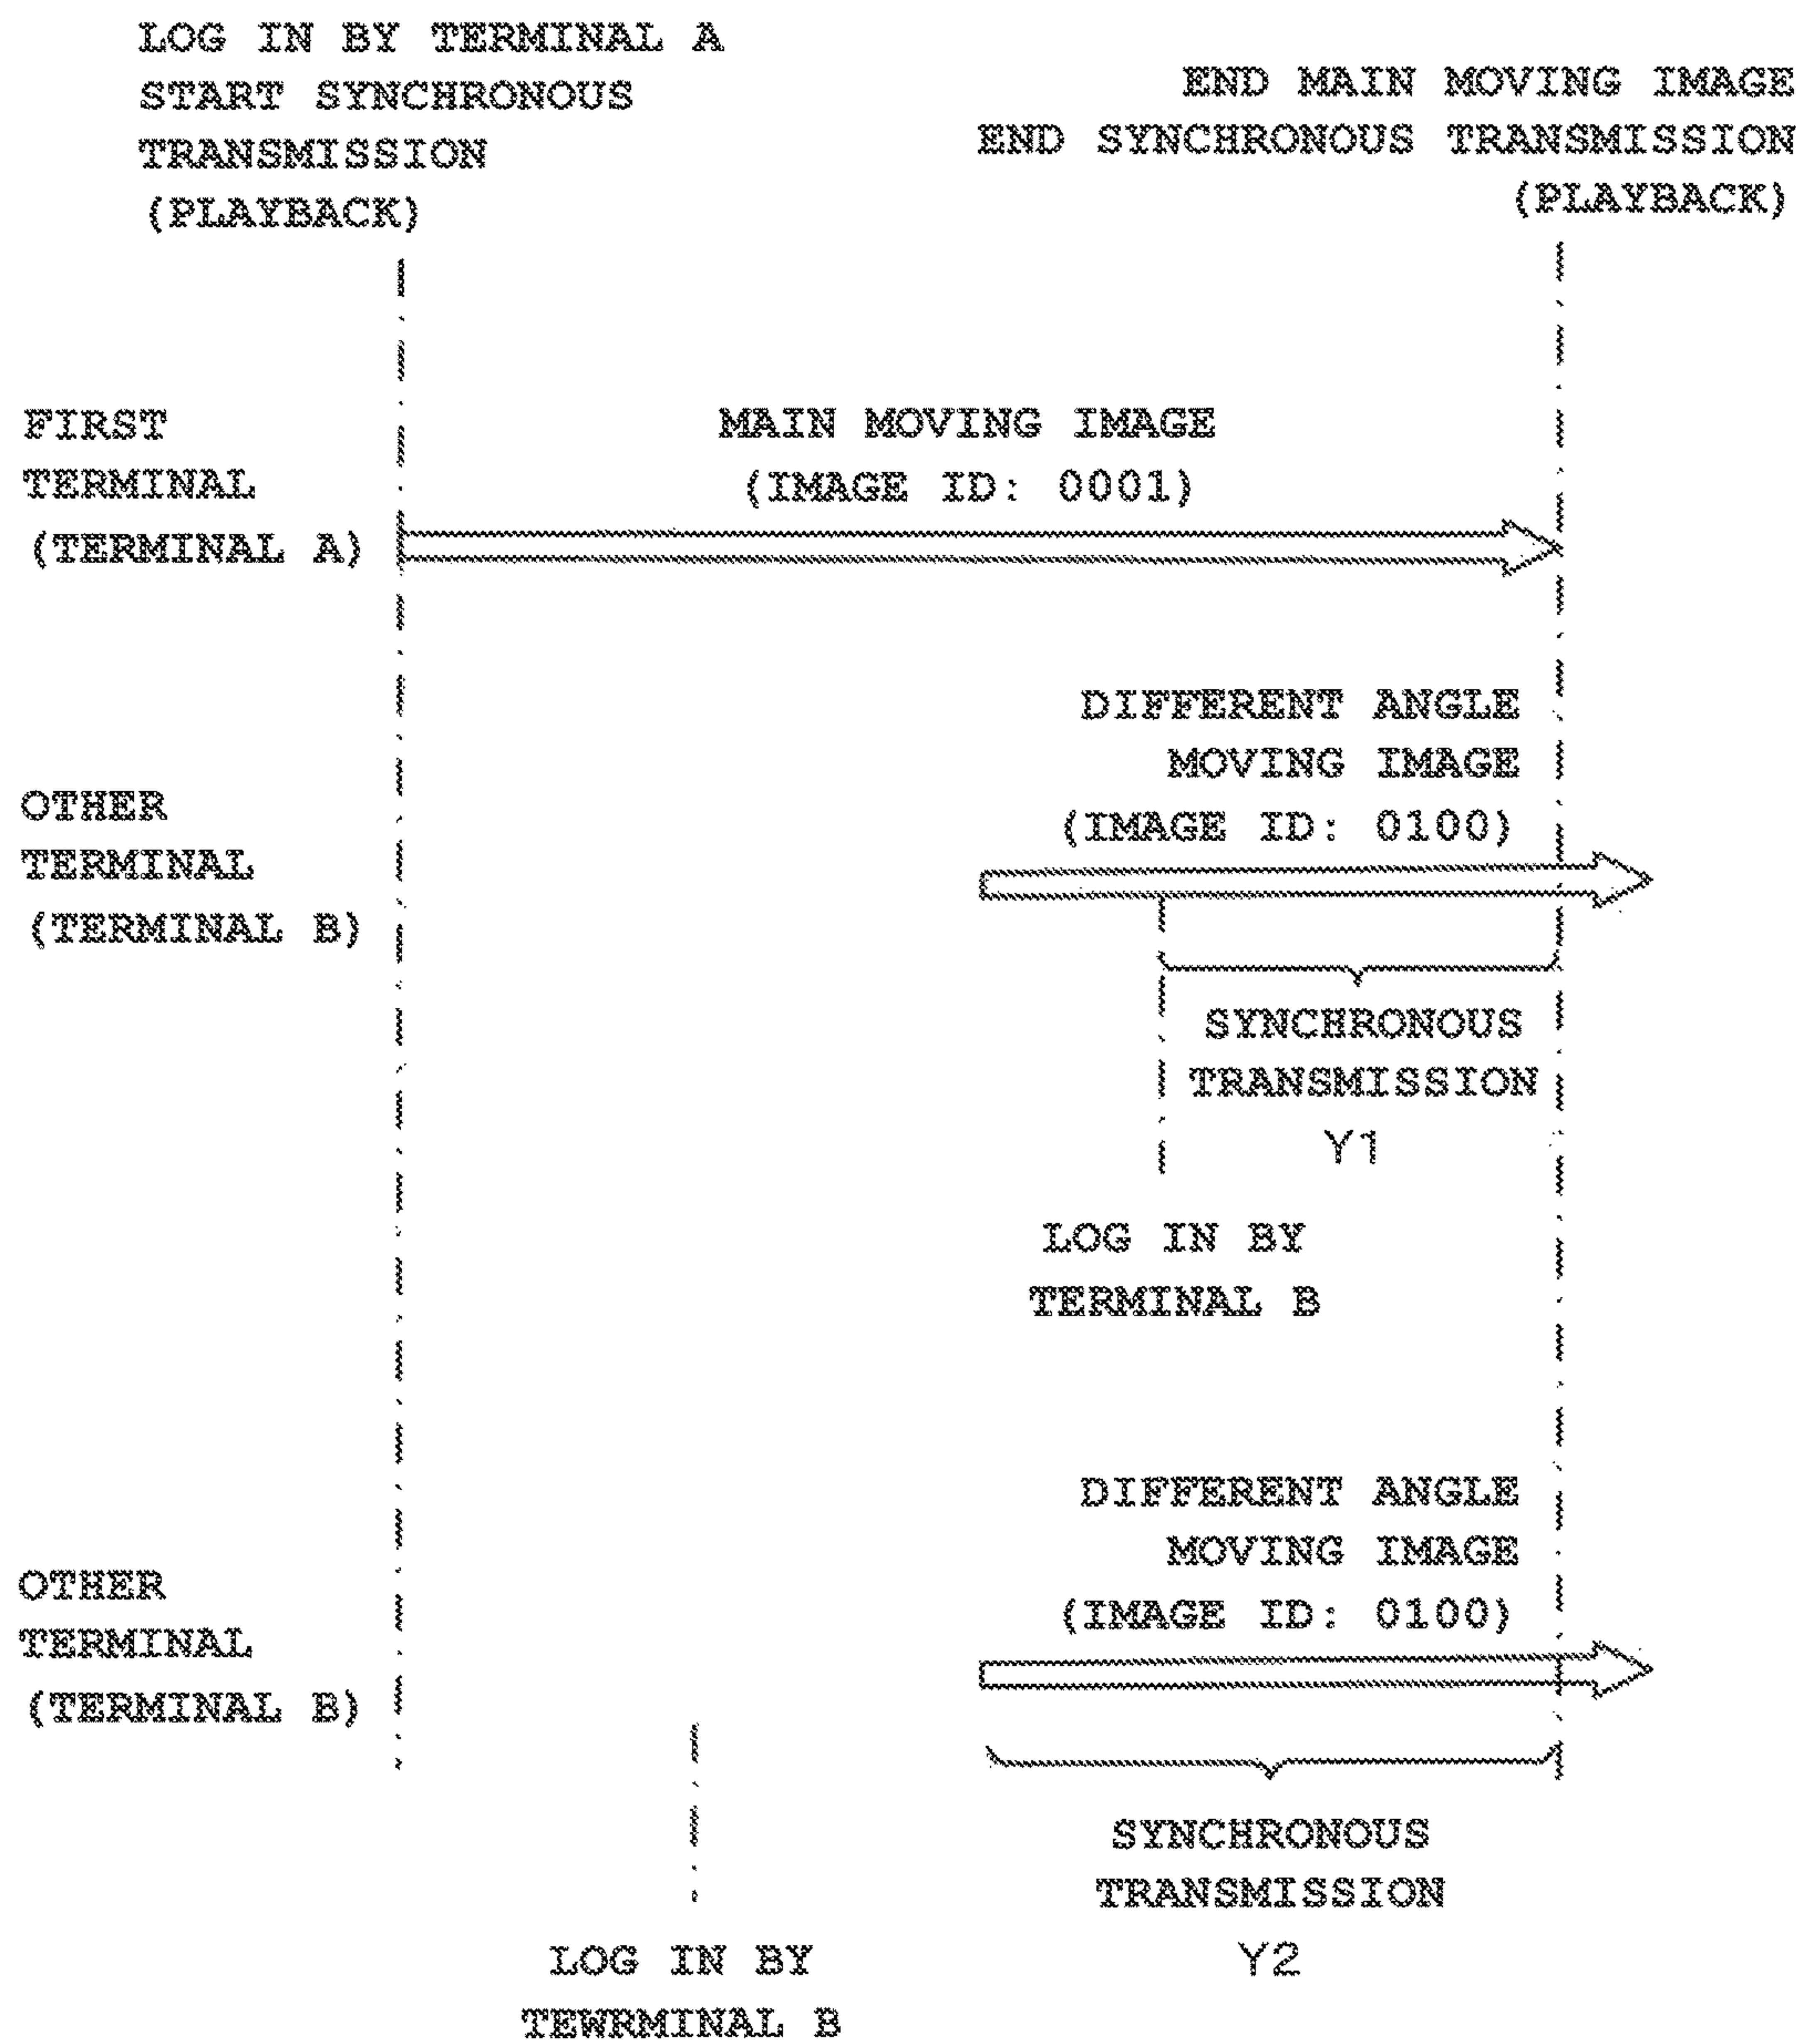 LOG IN BY TERMINAL A
START SYNCHRONOUS
TRANSMISSION
(PLAYBACK)
END MAIN MOVING IMAGE
END SYNCHRONOUS TRANSMISSION
(PLAYBACK)
FIRST
TERMINAL
(TERMINAL A)
MAIN MOVING IMAGE
(IMAGE ID: 0001)
OTHER
TERMINAL
(TERMINAL B)
DIFFERENT ANGLE
MOVING IMAGE
(IMAGE ID: 0100)
SYNCHRONOUS
TRANSMISSION
Y1
LOG IN BY
TERMINAL B
OTHER
TERMINAL
(TERMINAL B)
DIFFERENT ANGLE
MOVING IMAGE
(IMAGE ID: 0100)
SYNCHRONOUS
TRANSMISSION
Y2
LOG IN BY
TEWRMINAL B